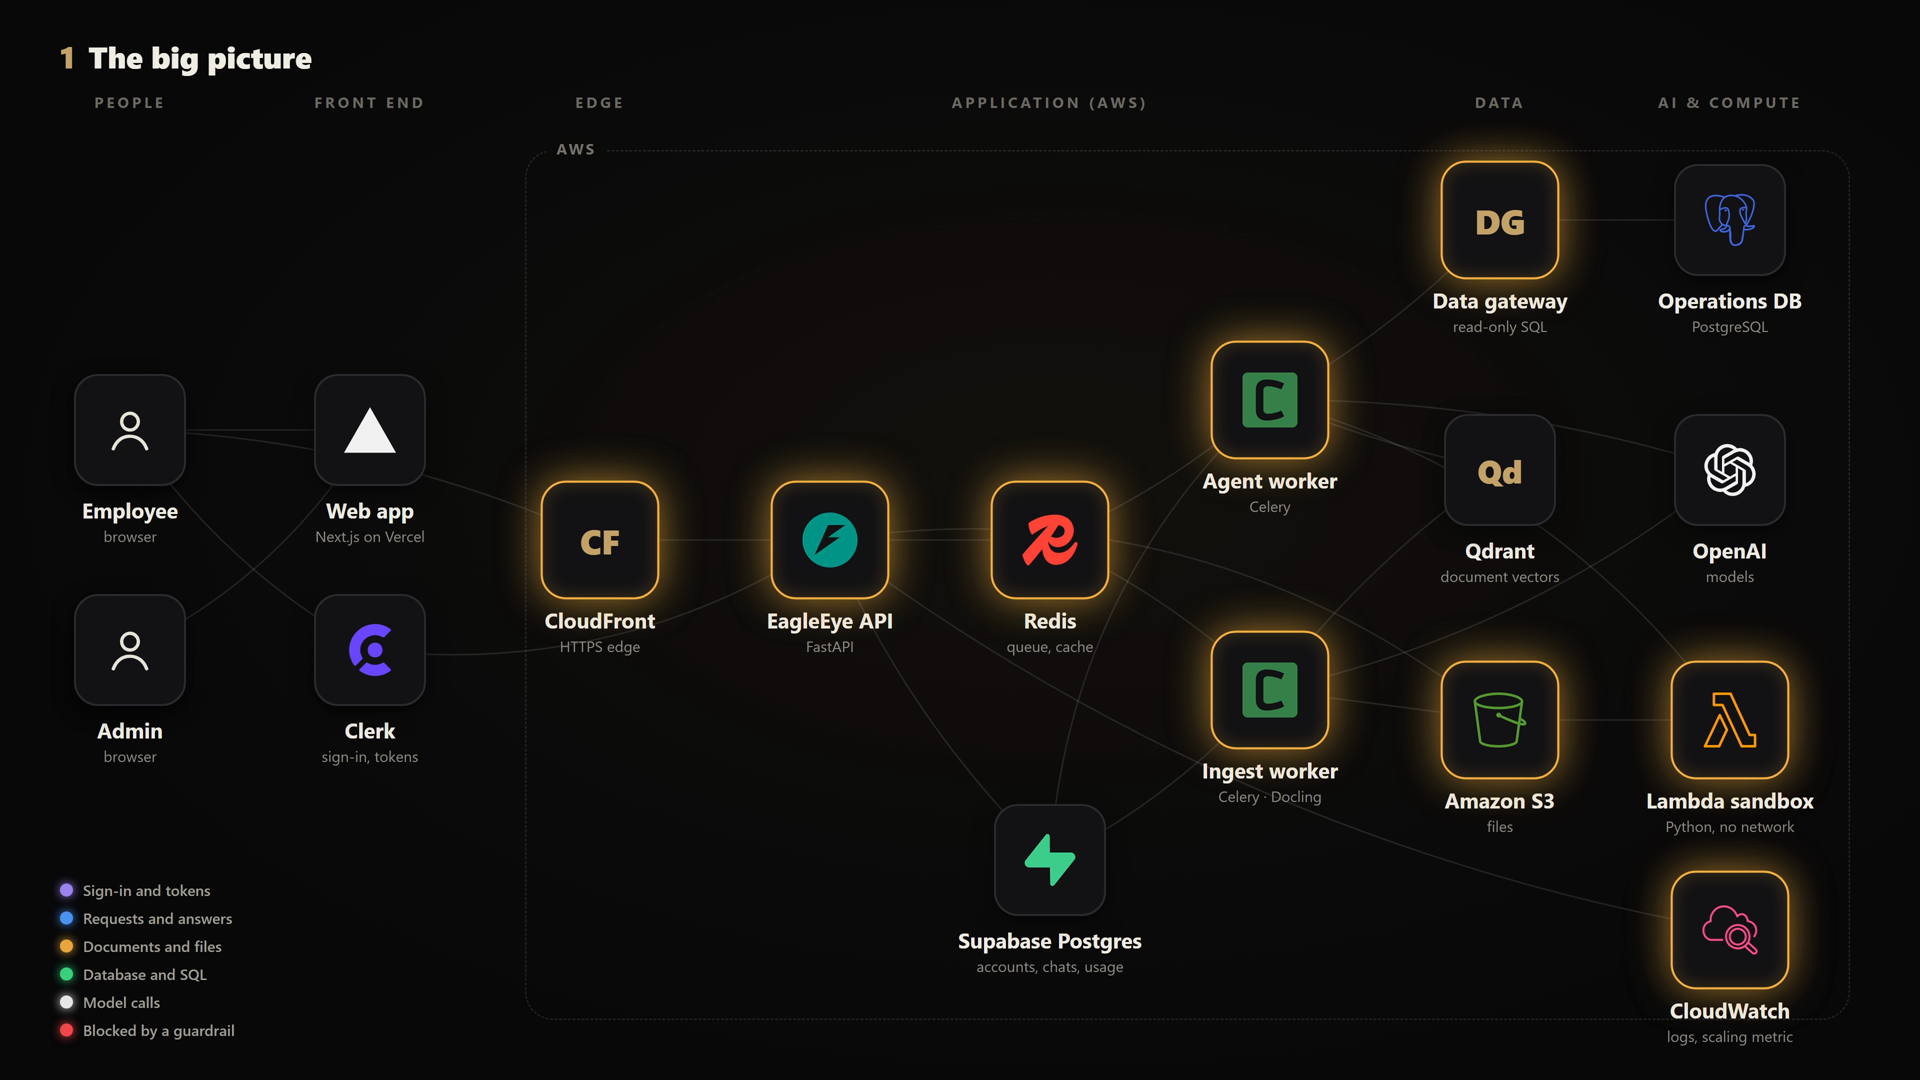 1 The big picture
PEOPLE
FRONT END
EDGE
APPLICATION (AWS)
DATA
AI & COMPUTE
AWS
DG
Data gateway
read-only SQL
Operations DB
PostgreSQL
Employee
browser
Web app
Next.js on Vercel
CF
CloudFront
HTTPS edge
EagleEye API
FastAPI
Redis
queue, cache
C
Agent worker
Celery
Qd
Qdrant
document vectors
OpenAI
models
Admin
browser
Clerk
sign-in, tokens
C
Ingest worker
Celery · Docling
Amazon S3
files
Lambda sandbox
Python, no network
Supabase Postgres
accounts, chats, usage
CloudWatch
logs, scaling metric
Sign-in and tokens
Requests and answers
Documents and files
Database and SQL
Model calls
Blocked by a guardrail